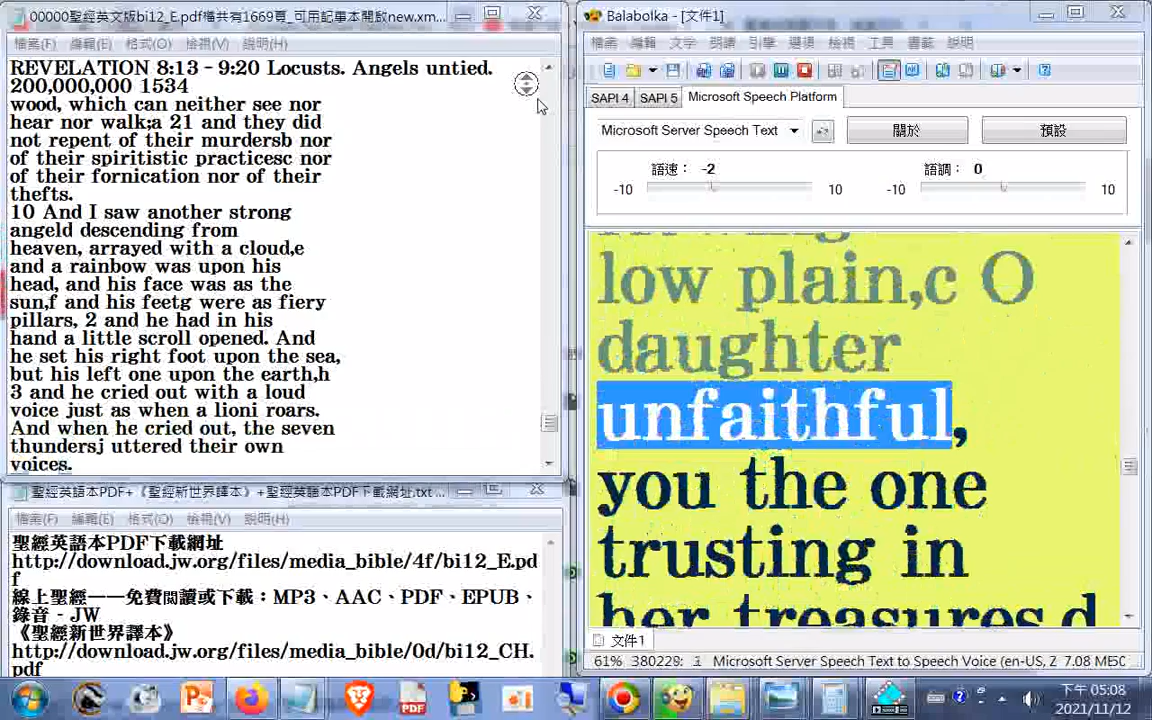 00000聖經英文版bi12_E.pdf檔共有1669頁_可用記事本開啟new.xm...
檔案(F) 編輯(E) 格式(O) 檢視(V) 說明(H)
REVELATION 8:13 – 9:20 Locusts. Angels untied.
200,000,000 1534
wood, which can neither see nor
hear nor walk;a 21 and they did
not repent of their murdersb nor
of their spiritistic practicesc nor
of their fornication nor of their
thefts.
10 And I saw another strong
angeld descending from
heaven, arrayed with a cloud,e
and a rainbow was upon his
head, and his face was as the
sun,f and his feetg were as fiery
pillars, 2 and he had in his
hand a little scroll opened. And
he set his right foot upon the sea,
but his left one upon the earth,h
3 and he cried out with a loud
voice just as when a lioni roars.
And when he cried out, the seven
thundersj uttered their own
voices.
聖經英語本PDF+《聖經新世界譯本》+聖經英語本PDF下載網址.txt ...
檔案(F) 編輯(E) 格式(O) 檢視(V) 說明(H)
聖經英語本PDF下載網址
http://download.jw.org/files/media_bible/4f/bi12_E.pd
f
線上聖經——免費閱讀或下載：MP3、AAC、PDF、EPUB、
錄音 - JW
《聖經新世界譯本》
http://download.jw.org/files/media_bible/0d/bi12_CH.
pdf
Balabolka - [文件1]
檔案 編輯 文字 朗讀 引擎 選項 檢視 工具 書籤 說明
SAPI 4 SAPI 5 Microsoft Speech Platform
Microsoft Server Speech Text 關於 預設
語速： -2 語調： 0
-10 10 -10 10
low plain,c O
daughter
unfaithful,
you the one
trusting in
her treasures,d
文件1
61% 380229: 1 Microsoft Server Speech Text to Speech Voice (en-US, Z 7.08 МБ
下午 05:08
2021/11/12